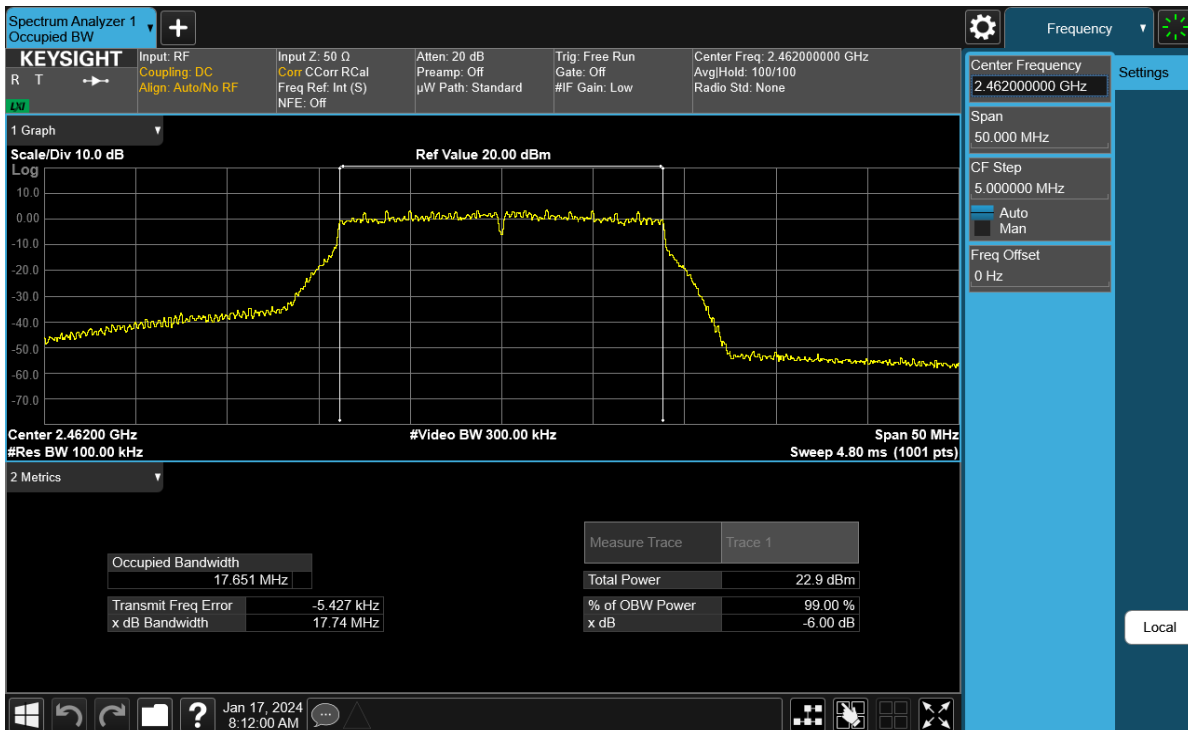 Spectrum Analyzer 1
Occupied BW
Frequency
KEYSIGHT
R T
LXI
Input: RF
Coupling: DC
Align: Auto/No RF
Input Z: 50 Ω
Corr CCorr RCal
Freq Ref: Int (S)
NFE: Off
Atten: 20 dB
Preamp: Off
µW Path: Standard
Trig: Free Run
Gate: Off
#IF Gain: Low
Center Freq: 2.462000000 GHz
Avg|Hold: 100/100
Radio Std: None
Center Frequency
2.462000000 GHz
Settings
Span
50.000 MHz
CF Step
5.000000 MHz
Auto
Man
Freq Offset
0 Hz
Local
1 Graph
Scale/Div 10.0 dB
Ref Value 20.00 dBm
Log
10.0
0.00
-10.0
-20.0
-30.0
-40.0
-50.0
-60.0
-70.0
Center 2.46200 GHz
#Video BW 300.00 kHz
Span 50 MHz
#Res BW 100.00 kHz
Sweep 4.80 ms (1001 pts)
2 Metrics
Measure Trace
Trace 1
Occupied Bandwidth
17.651 MHz
Total Power
22.9 dBm
Transmit Freq Error
-5.427 kHz
% of OBW Power
99.00 %
x dB Bandwidth
17.74 MHz
x dB
-6.00 dB
?
Jan 17, 2024
8:12:00 AM